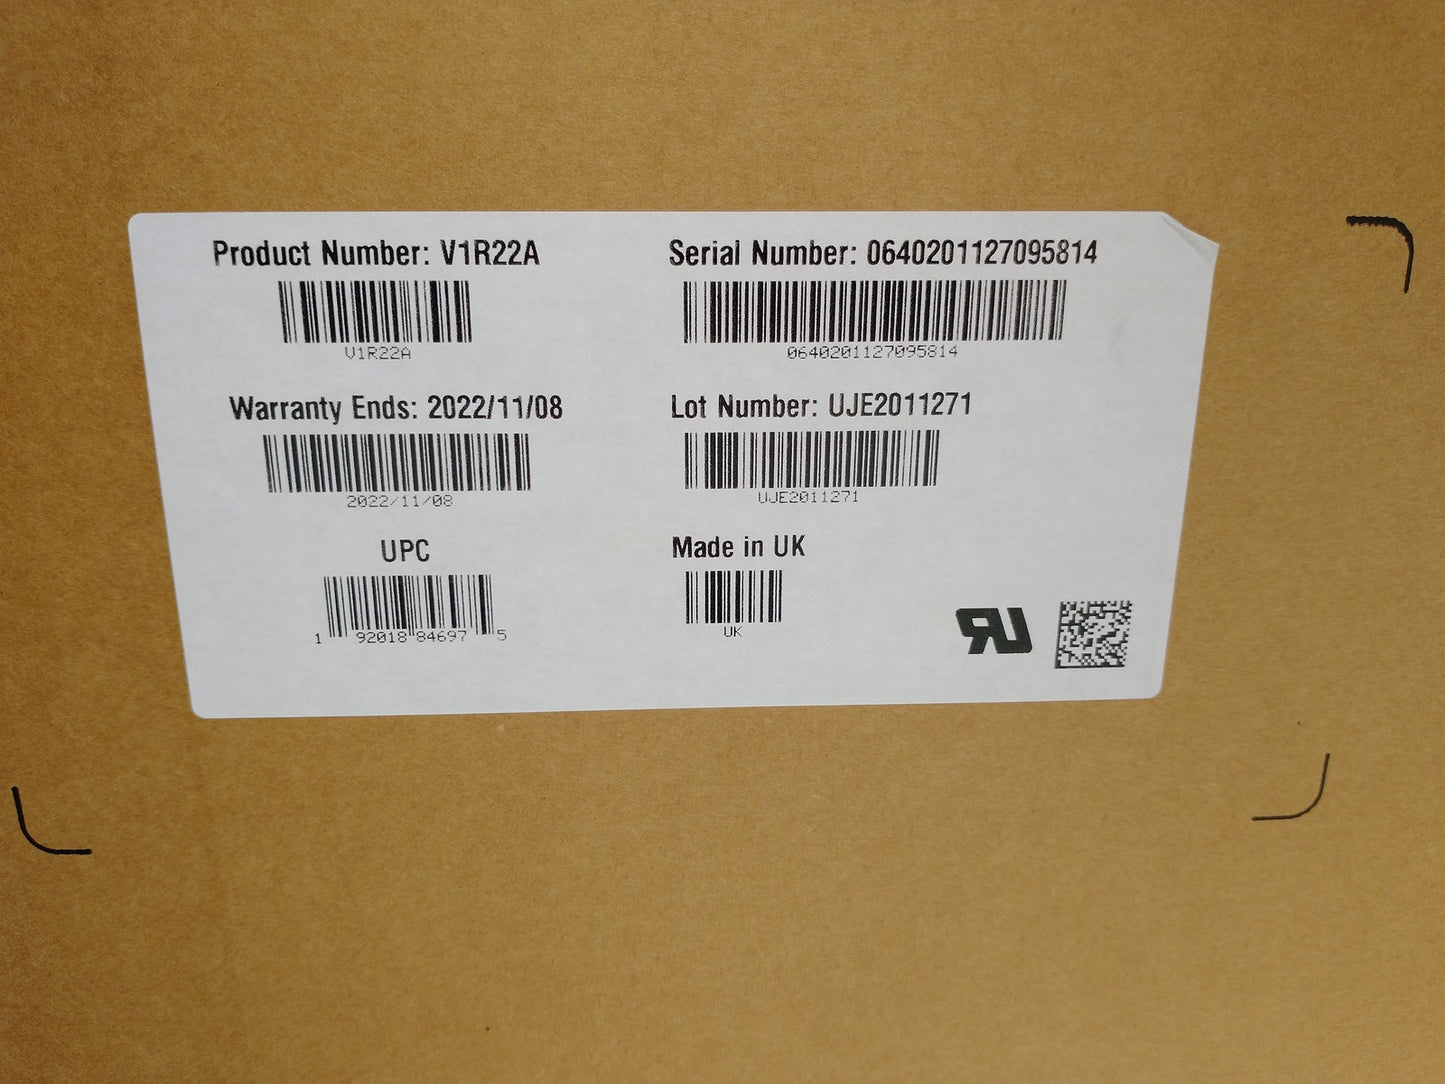 Product Number: V1R22A
V1R22A
Serial Number: 0640201127095814
0640201127095814
Warranty Ends: 2022/11/08
2022/11/08
Lot Number: UJE2011271
UJE2011271
UPC
1 92018 84697 5
Made in UK
UK